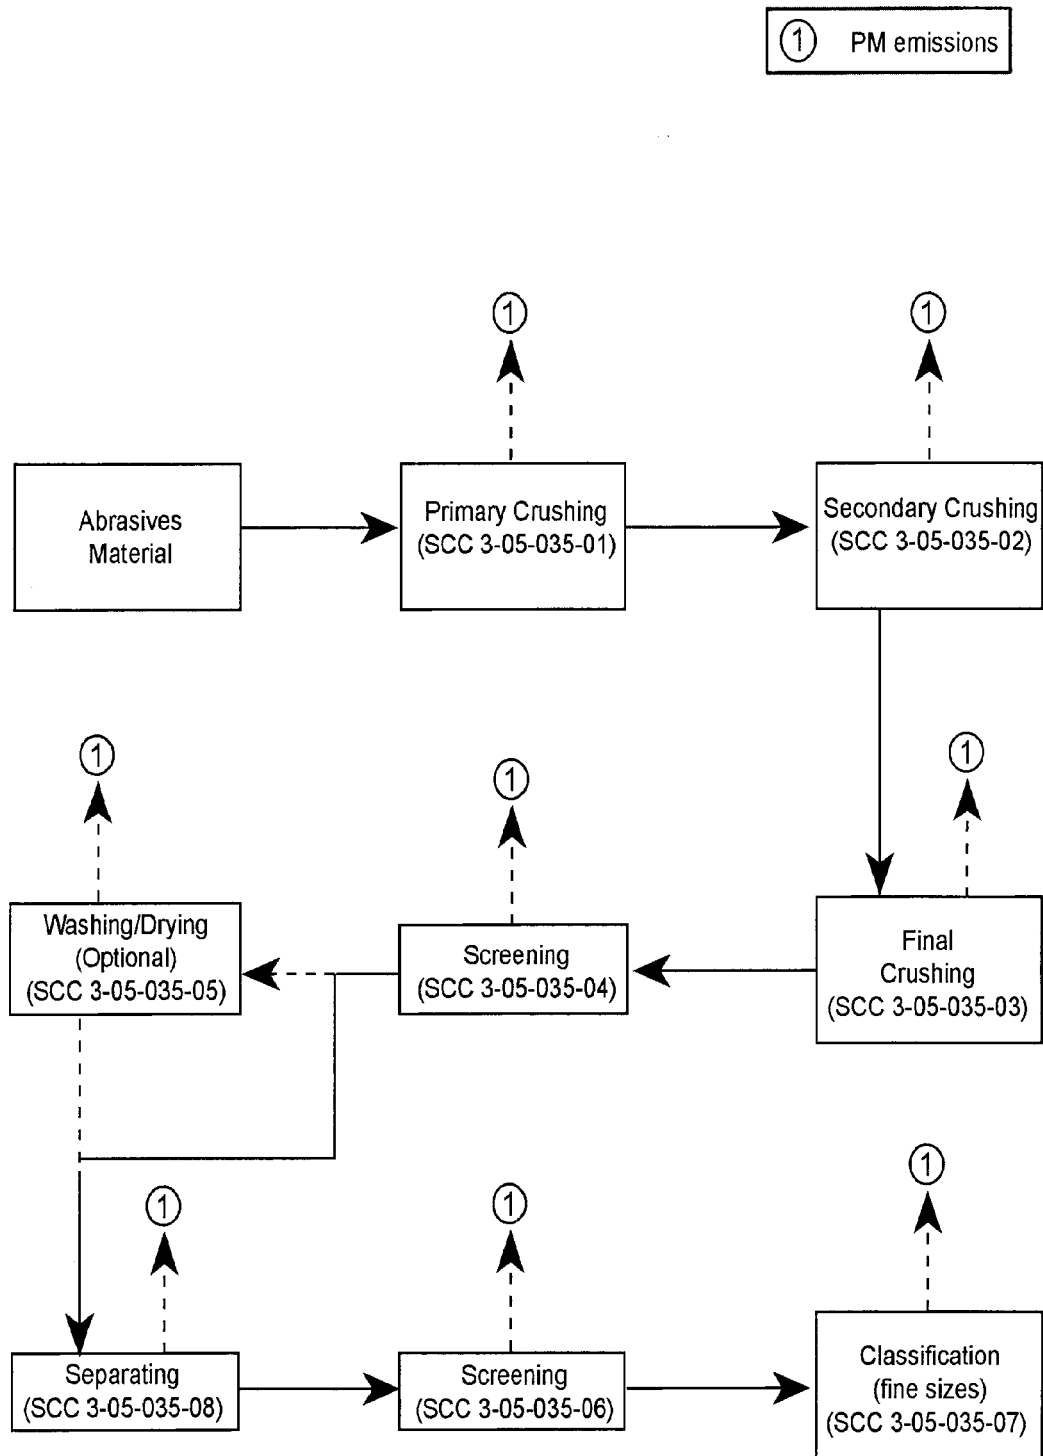 ① PM emissions
①
①
Abrasives
Material
Primary Crushing
(SCC 3-05-035-01)
Secondary Crushing
(SCC 3-05-035-02)
①
①
①
Washing/Drying
(Optional)
(SCC 3-05-035-05)
Screening
(SCC 3-05-035-04)
Final
Crushing
(SCC 3-05-035-03)
①
①
①
Separating
(SCC 3-05-035-08)
Screening
(SCC 3-05-035-06)
Classification
(fine sizes)
(SCC 3-05-035-07)